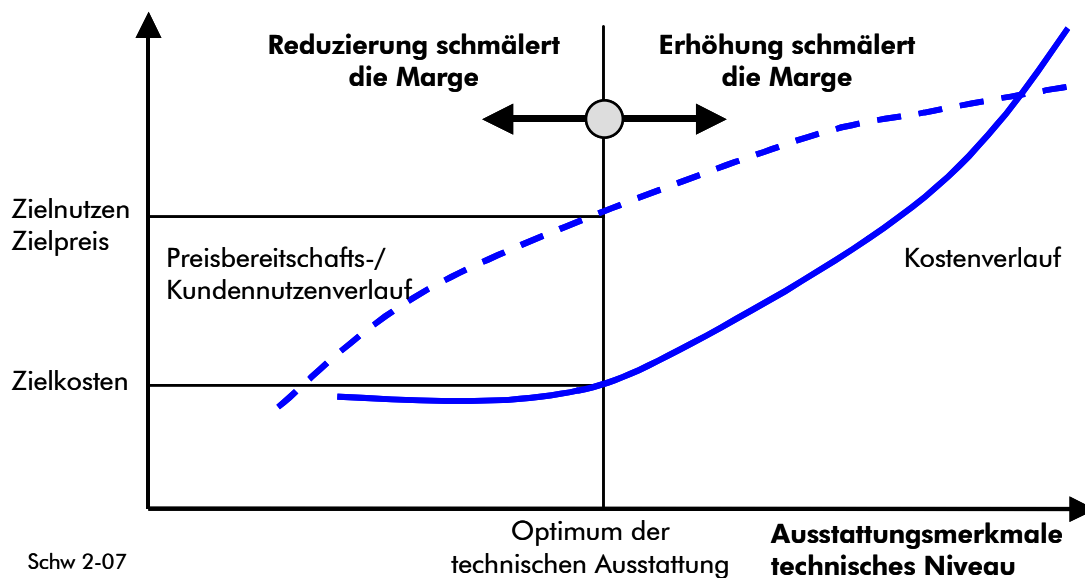 Reduzierung schmälert
die Marge
Erhöhung schmälert
die Marge
Zielnutzen
Zielpreis
Preisbereitschafts-/
Kundennutzenverlauf
Kostenverlauf
Zielkosten
Optimum der
technischen Ausstattung
Ausstattungsmerkmale
technisches Niveau
Schw 2-07